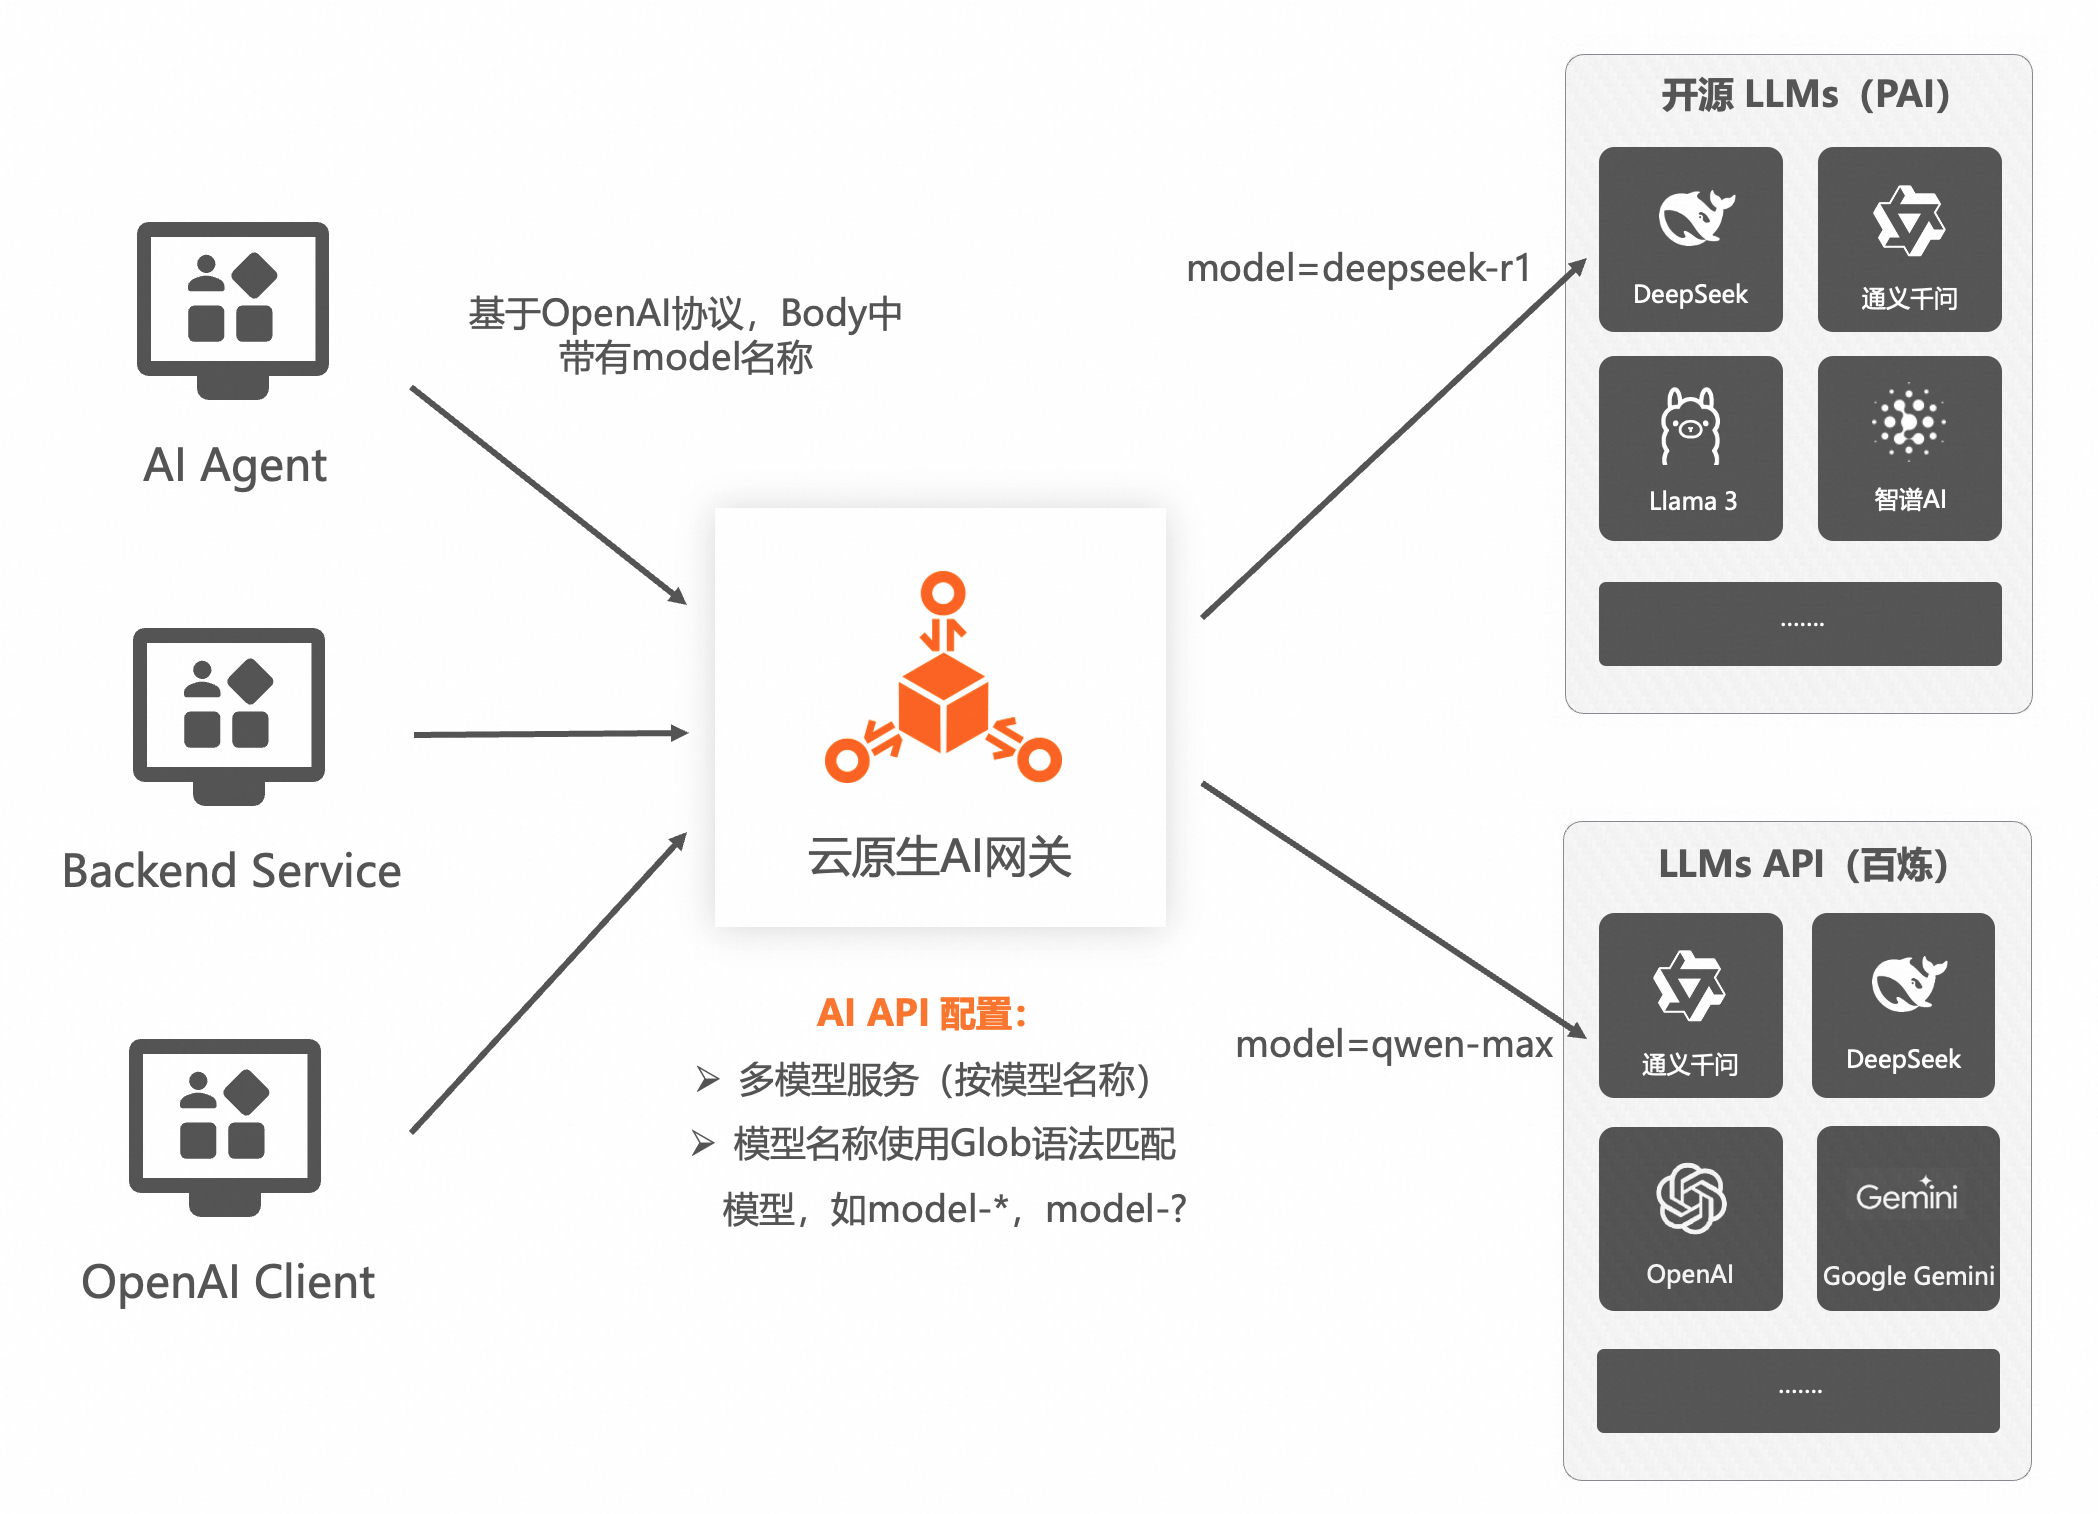 AI Agent
Backend Service
OpenAI Client
基于OpenAI协议，Body中
带有model名称
云原生AI网关
AI API 配置：
➢ 多模型服务（按模型名称）
➢ 模型名称使用Glob语法匹配
模型，如model-*，model-?
model=deepseek-r1
model=qwen-max
开源 LLMs（PAI）
DeepSeek
通义千问
Llama 3
智谱AI
.......
LLMs API（百炼）
通义千问
DeepSeek
OpenAI
Gemini
Google Gemini
.......